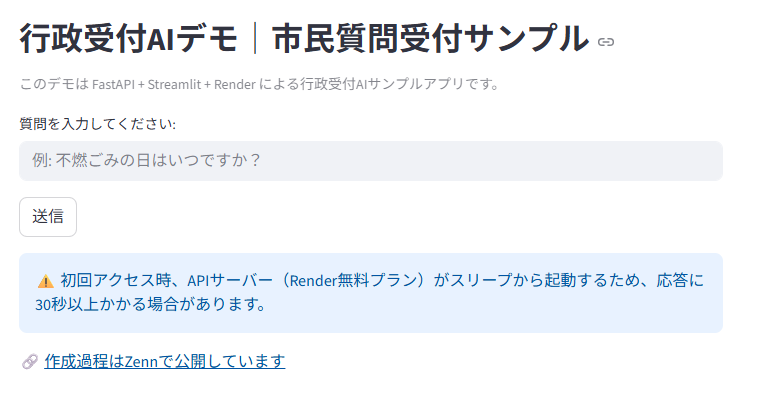 行政受付AIデモ｜市民質問受付サンプル
このデモは FastAPI + Streamlit + Render による行政受付AIサンプルアプリです。
質問を入力してください:
例: 不燃ごみの日はいつですか？
送信
⚠️ 初回アクセス時、APIサーバー（Render無料プラン）がスリープから起動するため、応答に
30秒以上かかる場合があります。
🔗 作成過程はZennで公開しています